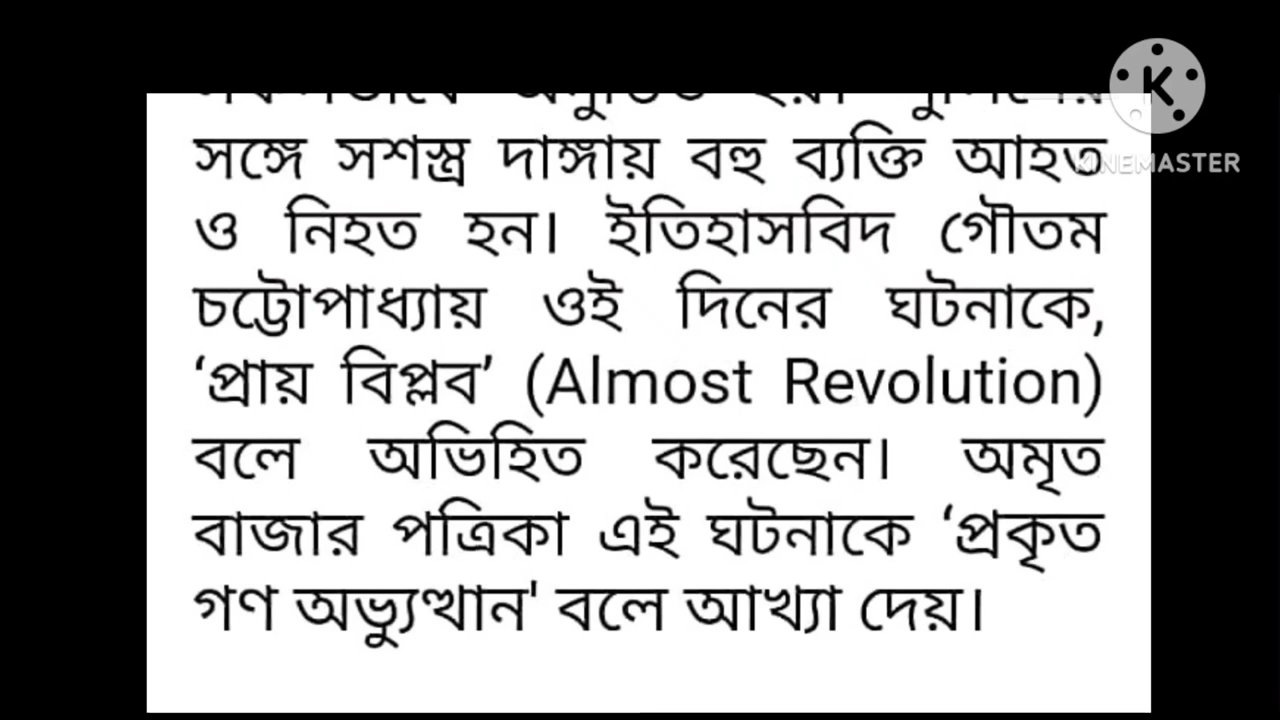 সঙ্গে সশস্ত্র দাঙ্গায় বহু ব্যক্তি আহত
ও নিহত হন। ইতিহাসবিদ গৌতম
চট্টোপাধ্যায় ওই দিনের ঘটনাকে,
‘প্রায় বিপ্লব’ (Almost Revolution)
বলে অভিহিত করেছেন। অমৃত
বাজার পত্রিকা এই ঘটনাকে ‘প্রকৃত
গণ অভ্যুত্থান' বলে আখ্যা দেয়।
K
KINEMASTER